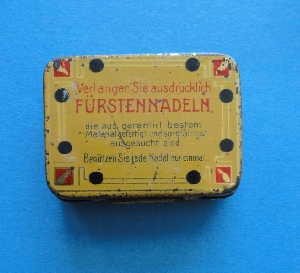 Verlangen Sie ausdrücklich
FÜRSTENNADELN,
die aus garantirt bestem
Material gefertigt und sorgfältigst
ausgesucht sind.
Benützen Sie jede Nadel nur einmal.